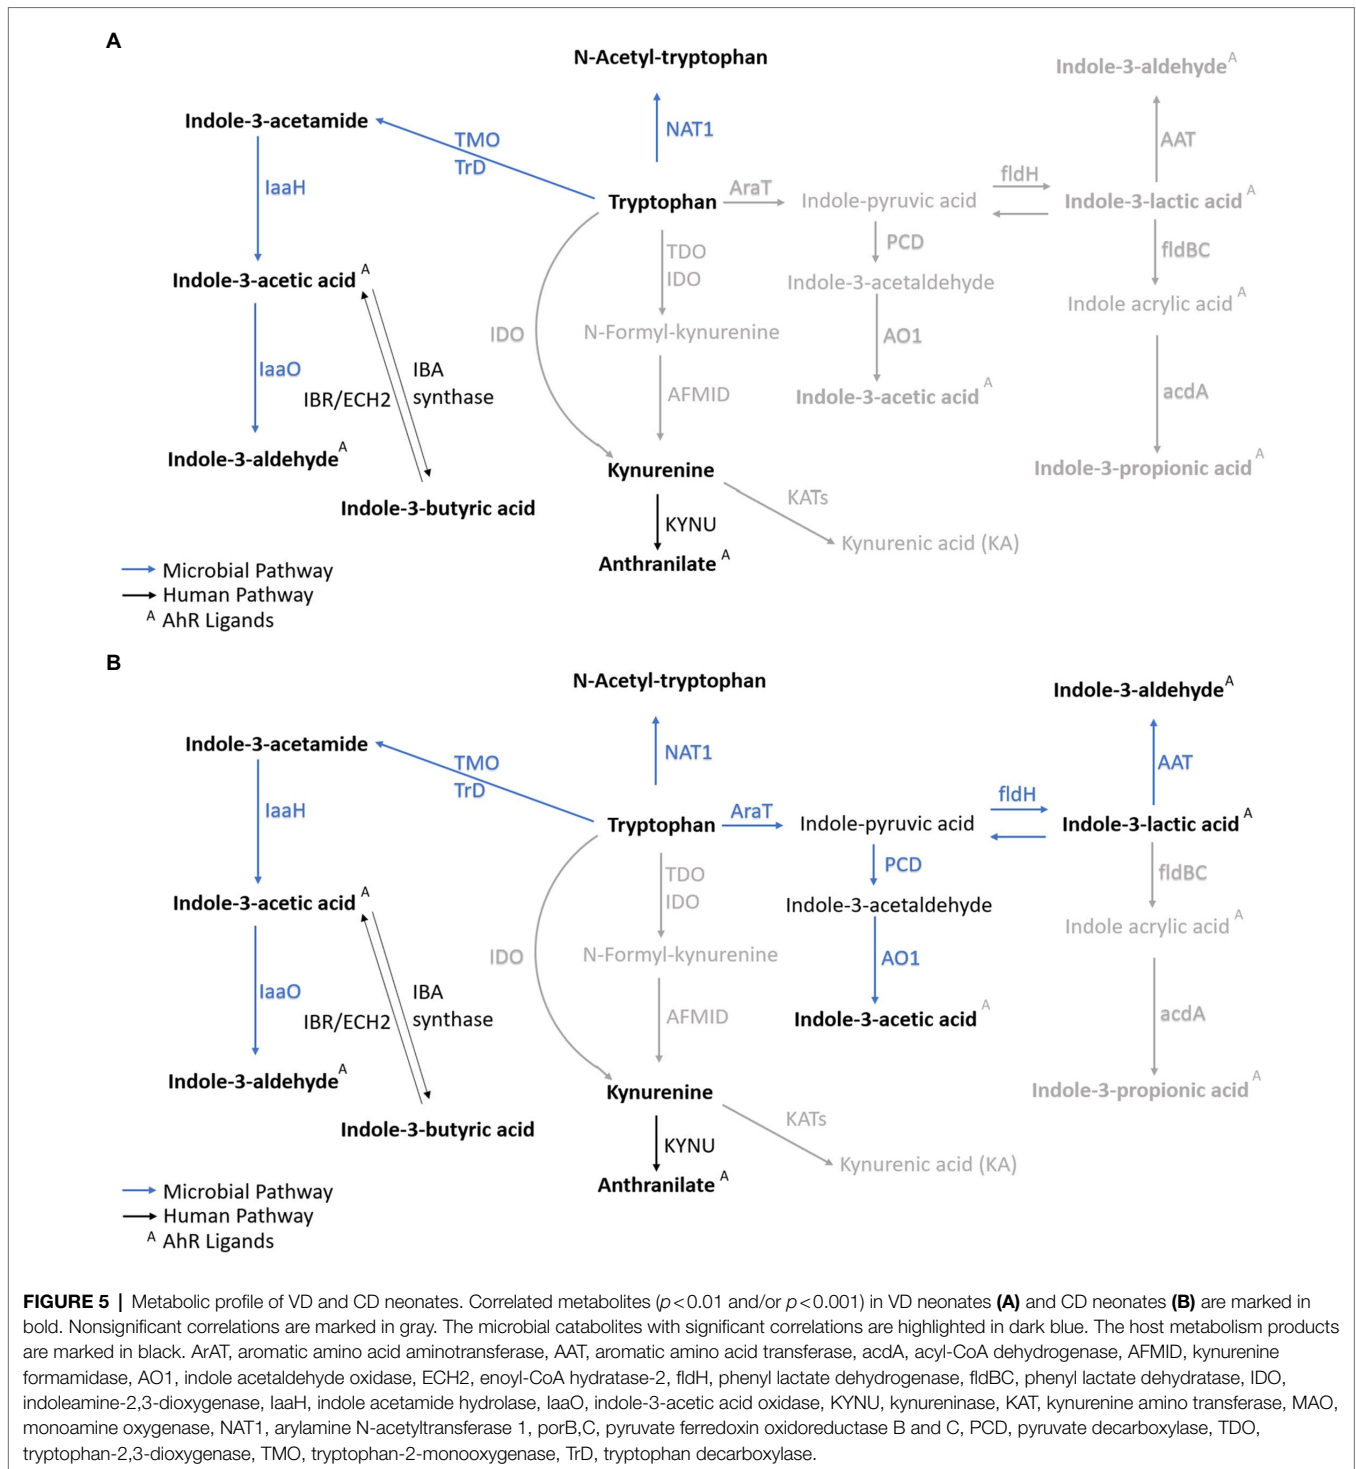 A
N-Acetyl-tryptophan
Indole-3-aldehyde A
Indole-3-acetamide
TMO
TrD
NAT1
AAT
IaaH
Tryptophan
AraT
Indole-pyruvic acid
fldH
Indole-3-lactic acid A
TDO
IDO
PCD
fldBC
Indole-3-acetic acid A
Indole-3-acetaldehyde
Indole acrylic acid A
IDO
N-Formyl-kynurenine
AO1
IaaO
IBR/ECH2
IBA
synthase
AFMID
Indole-3-acetic acid A
acdA
Indole-3-aldehyde A
Kynurenine
Indole-3-propionic acid A
Indole-3-butyric acid
KATs
KYNU
Kynurenic acid (KA)
Anthranilate A
Microbial Pathway
Human Pathway
A AhR Ligands
B
N-Acetyl-tryptophan
Indole-3-aldehyde A
Indole-3-acetamide
TMO
TrD
NAT1
AAT
IaaH
Tryptophan
AraT
Indole-pyruvic acid
fldH
Indole-3-lactic acid A
TDO
IDO
PCD
fldBC
Indole-3-acetic acid A
Indole-3-acetaldehyde
Indole acrylic acid A
IDO
N-Formyl-kynurenine
AO1
IaaO
IBR/ECH2
IBA
synthase
AFMID
Indole-3-acetic acid A
acdA
Indole-3-aldehyde A
Kynurenine
Indole-3-propionic acid A
Indole-3-butyric acid
KATs
KYNU
Kynurenic acid (KA)
Anthranilate A
Microbial Pathway
Human Pathway
A AhR Ligands
FIGURE 5 | Metabolic profile of VD and CD neonates. Correlated metabolites (p<0.01 and/or p<0.001) in VD neonates (A) and CD neonates (B) are marked in
bold. Nonsignificant correlations are marked in gray. The microbial catabolites with significant correlations are highlighted in dark blue. The host metabolism products
are marked in black. ArAT, aromatic amino acid aminotransferase, AAT, aromatic amino acid transferase, acdA, acyl-CoA dehydrogenase, AFMID, kynurenine
formamidase, AO1, indole acetaldehyde oxidase, ECH2, enoyl-CoA hydratase-2, fldH, phenyl lactate dehydrogenase, fldBC, phenyl lactate dehydratase, IDO,
indoleamine-2,3-dioxygenase, IaaH, indole acetamide hydrolase, IaaO, indole-3-acetic acid oxidase, KYNU, kynureninase, KAT, kynurenine amino transferase, MAO,
monoamine oxygenase, NAT1, arylamine N-acetyltransferase 1, porB,C, pyruvate ferredoxin oxidoreductase B and C, PCD, pyruvate decarboxylase, TDO,
tryptophan-2,3-dioxygenase, TMO, tryptophan-2-monooxygenase, TrD, tryptophan decarboxylase.